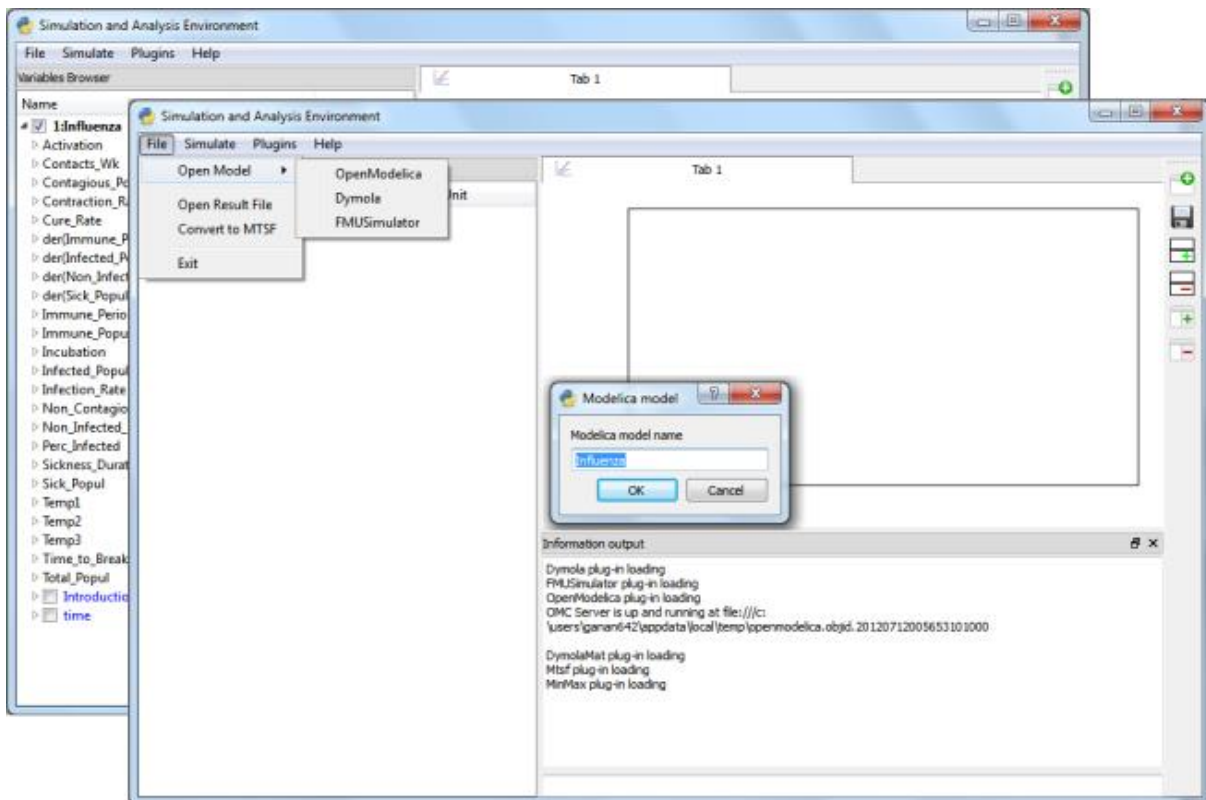 Simulation and Analysis Environment
File Simulate Plugins Help
Variables Browser
Tab 1
Name
1:Influenza
Activation
Contacts_Wk
Contagious_Po
Contraction_R
Cure_Rate
der(Immune_P
der(Infected_P
der(Non_Infect
der(Sick_Popul
Immune_Perio
Immune_Popu
Incubation
Infected_Popul
Infection_Rate
Non_Contagio
Non_Infected_
Perc_Infected
Sickness_Durat
Sick_Popul
Temp1
Temp2
Temp3
Time_to_Break
Total_Popul
Introductio
time
Simulation and Analysis Environment
File Simulate Plugins Help
Open Model
Open Result File
Convert to MTSF
Exit
OpenModelica
Dymola
FMUSimulator
Unit
Tab 1
Modelica model
Modelica model name
Influenza
OK Cancel
Information output
Dymola plug-in loading
FMUSimulator plug-in loading
OpenModelica plug-in loading
OMC Server is up and running at file:///c:
\users\ganan642\appdata\local\temp\openmodelica.objid.20120712005653101000
DymolaMat plug-in loading
Mtsf plug-in loading
MinMax plug-in loading